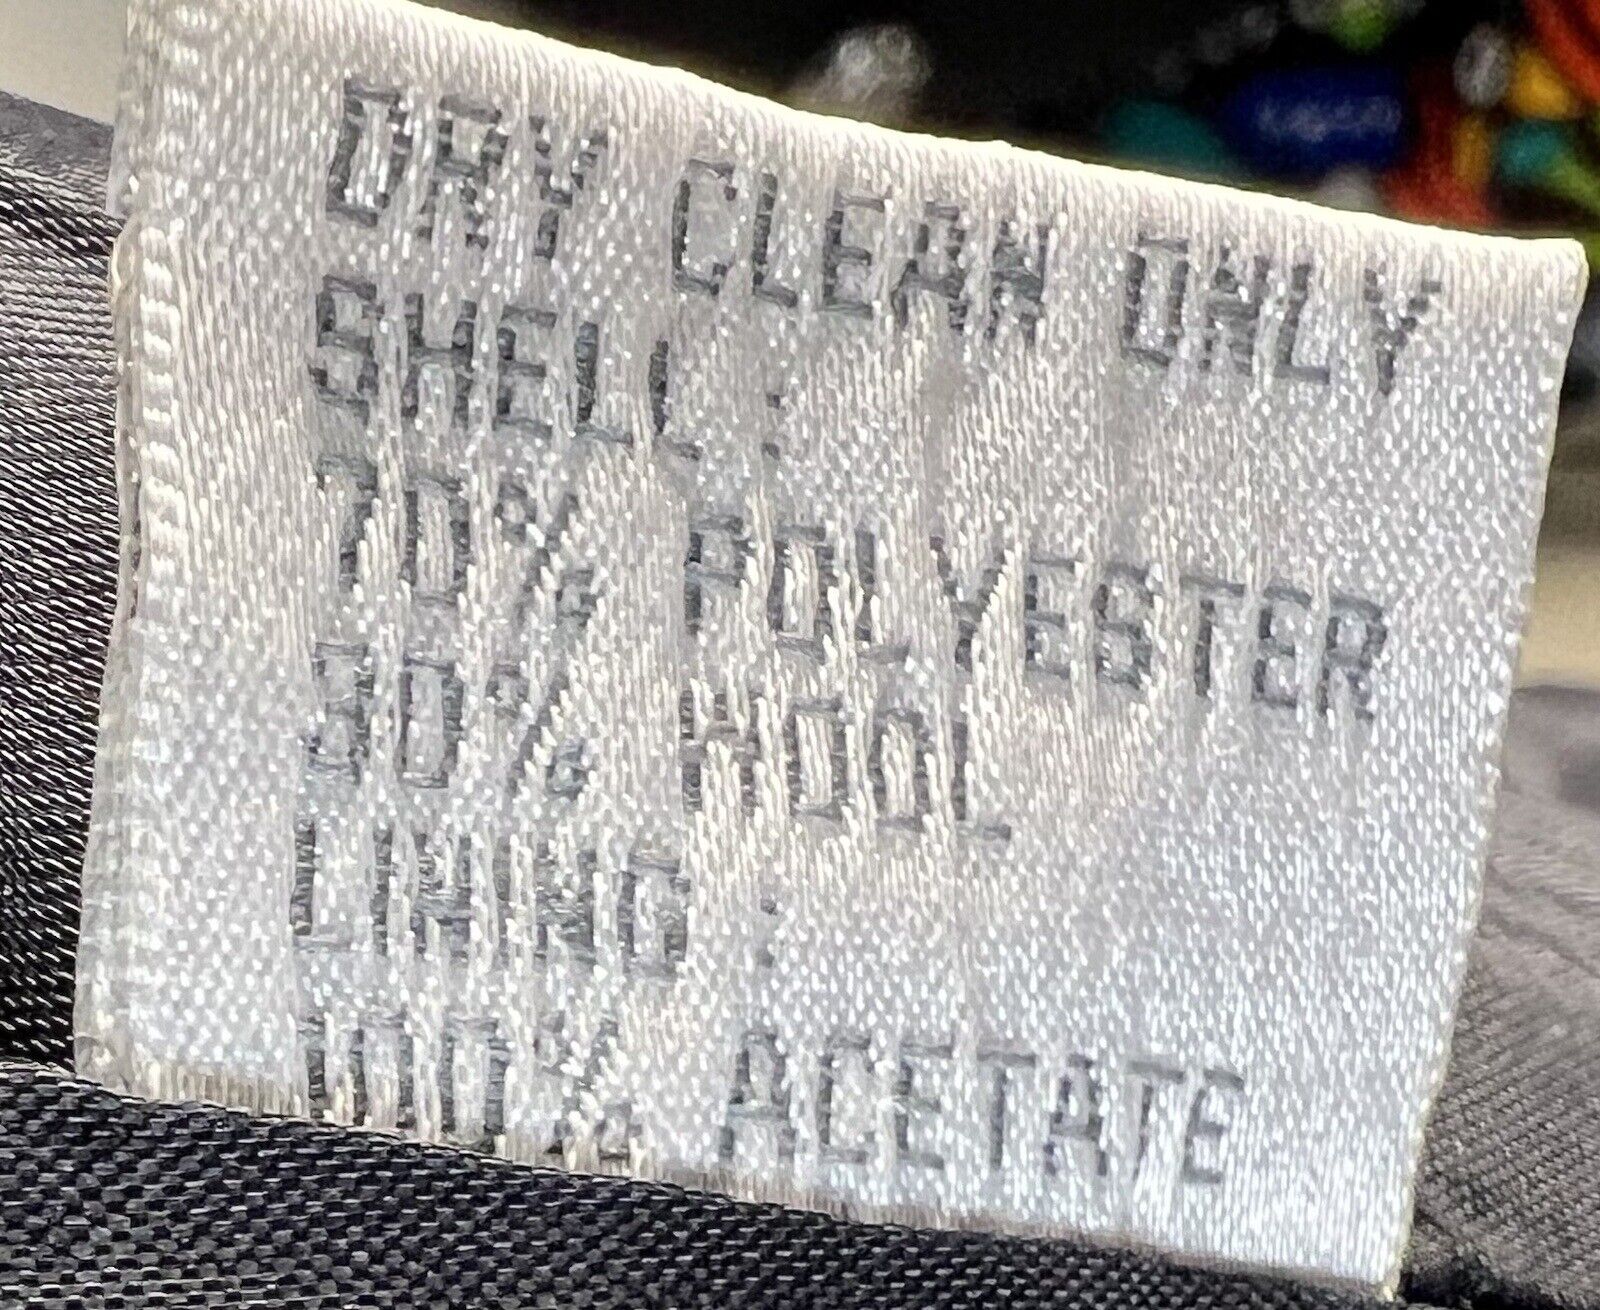 DRY CLEAN ONLY
SHELL:
70% POLYESTER
30% WOOL
LINING:
100% ACETATE